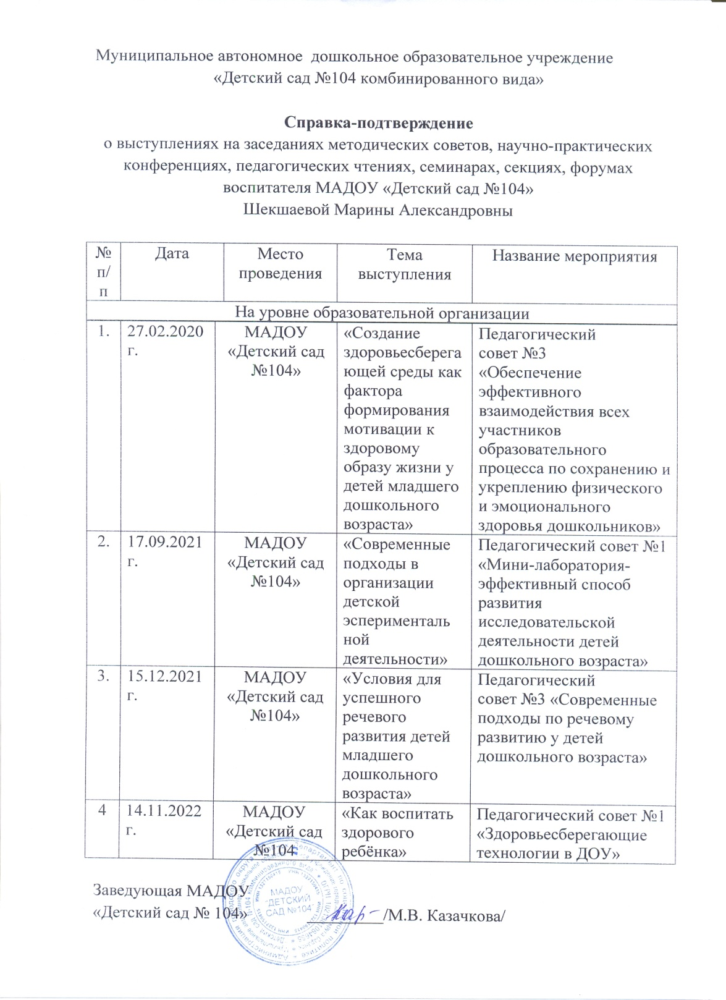 Муниципальное автономное дошкольное образовательное учреждение
«Детский сад №104 комбинированного вида»
Справка-подтверждение
о выступлениях на заседаниях методических советов, научно-практических
конференциях, педагогических чтениях, семинарах, секциях, форумах
воспитателя МАДОУ «Детский сад №104»
Шекшаевой Марины Александровны
№
п/
п
Дата
Место
проведения
Тема
выступления
Название мероприятия
На уровне образовательной организации
1.
27.02.2020
г.
МАДОУ
«Детский сад
№104»
«Создание
здоровьесберега
ющей среды как
фактора
формирования
мотивации к
здоровому
образу жизни у
детей младшего
дошкольного
возраста»
Педагогический
совет №3
«Обеспечение
эффективного
взаимодействия всех
участников
образовательного
процесса по сохранению и
укреплению физического
и эмоционального
здоровья дошкольников»
2.
17.09.2021
г.
МАДОУ
«Детский сад
№104»
«Современные
подходы в
организации
детской
эсперименталь
ной
деятельности»
Педагогический совет №1
«Мини-лаборатория-
эффективный способ
развития
исследовательской
деятельности детей
дошкольного возраста»
3.
15.12.2021
г.
МАДОУ
«Детский сад
№104»
«Условия для
успешного
речевого
развития детей
младшего
дошкольного
возраста»
Педагогический
совет №3 «Современные
подходы по речевому
развитию у детей
дошкольного возраста»
4
14.11.2022
г.
МАДОУ
«Детский сад
№104
«Как воспитать
здорового
ребёнка»
Педагогический совет №1
«Здоровьесберегающие
технологии в ДОУ»
Заведующая МАДОУ
«Детский сад № 104»
/М.В. Казачкова/
МАДОУ
"ДЕТСКИЙ
САД №104"